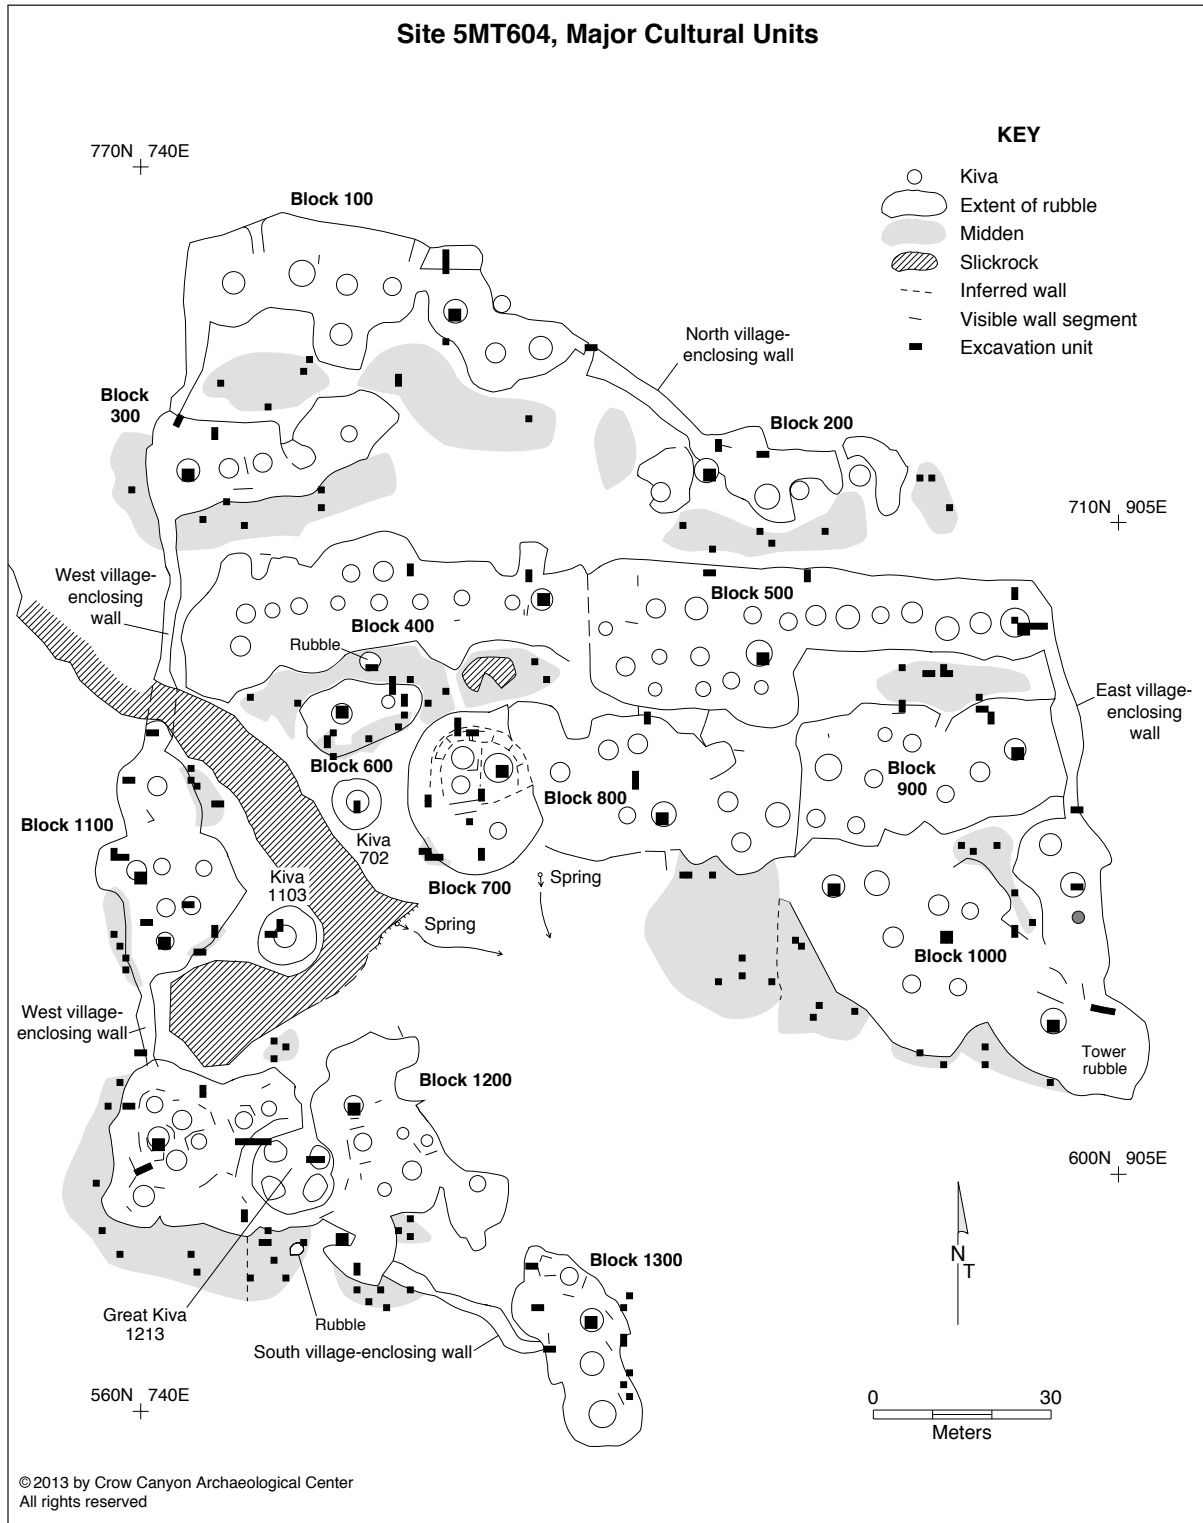 Site 5MT604, Major Cultural Units
770N 740E
KEY
Kiva
Extent of rubble
Midden
Slickrock
Inferred wall
Visible wall segment
Excavation unit
Block 100
North village-
enclosing wall
Block
300
Block 200
710N 905E
West village-
enclosing
wall
Block 500
Block 400
Rubble
East village-
enclosing
wall
Block 600
Block
900
Block 800
Block 1100
Kiva
702
Kiva
1103
Block 700
Spring
Spring
Block 1000
West village-
enclosing wall
Tower
rubble
Block 1200
600N 905E
N
T
Block 1300
Great Kiva
1213
Rubble
South village-enclosing wall
560N 740E
0 30
Meters
©2013 by Crow Canyon Archaeological Center
All rights reserved